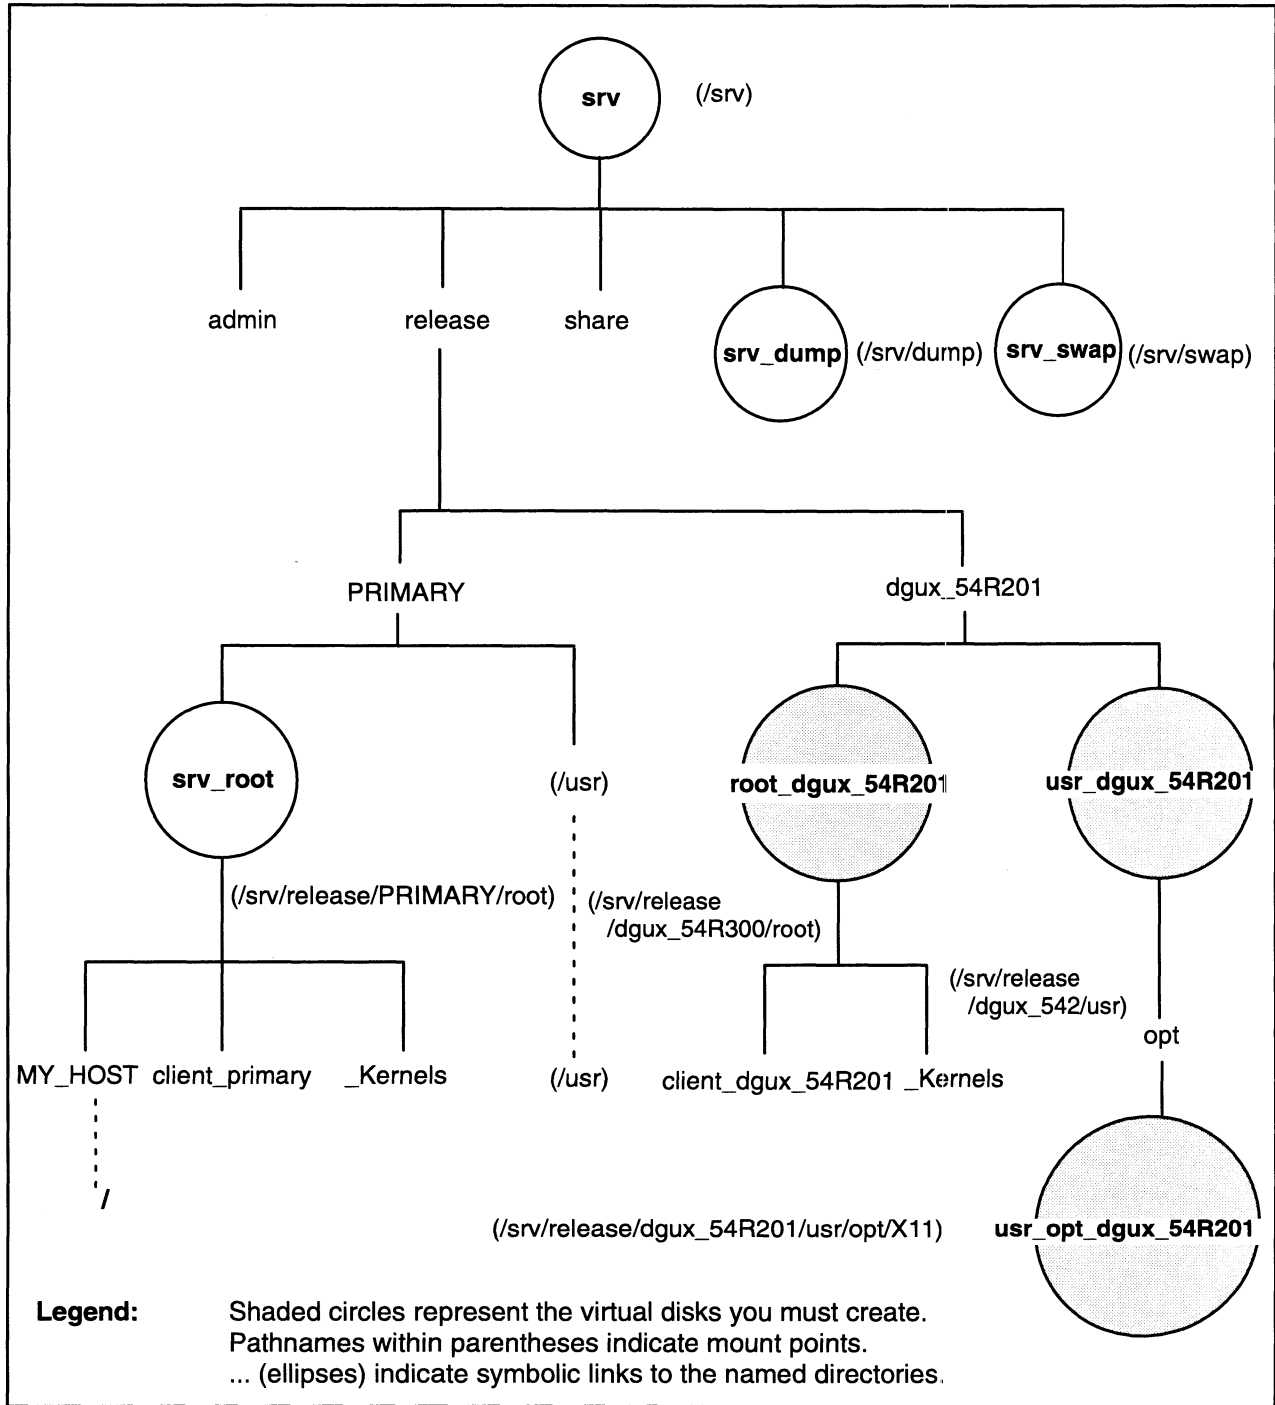 srv (/srv)
admin release share
srv_dump (/srv/dump) srv_swap (/srv/swap)
PRIMARY dgux_54R201
srv_root (/usr) root_dgux_54R201 usr_dgux_54R201
(/srv/release/PRIMARY/root)
(/srv/release
/dgux_54R300/root)
(/srv/release
/dgux_542/usr)
opt
MY_HOST client_primary _Kernels (/usr) client_dgux_54R201 _Kernels
/
(/srv/release/dgux_54R201/usr/opt/X11) usr_opt_dgux_54R201
Legend: Shaded circles represent the virtual disks you must create.
Pathnames within parentheses indicate mount points.
... (ellipses) indicate symbolic links to the named directories.